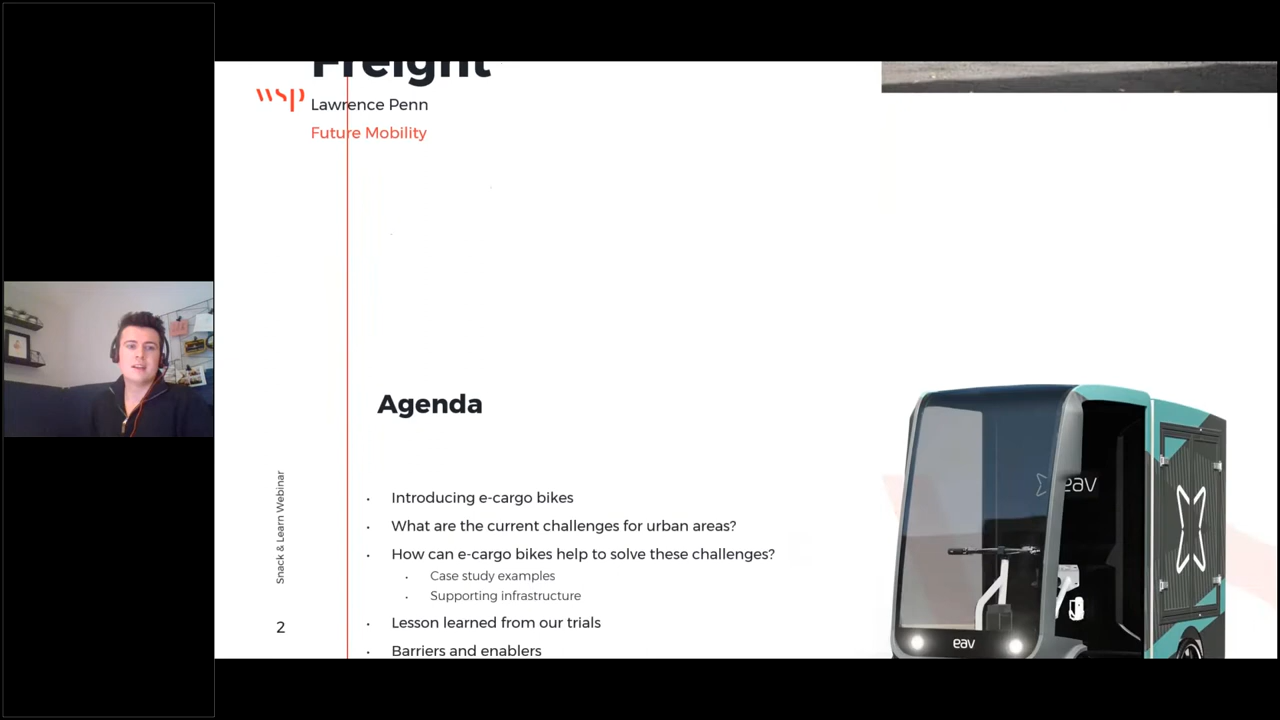 Freight
wsp
Lawrence Penn
Future Mobility
Agenda
Introducing e-cargo bikes
What are the current challenges for urban areas?
How can e-cargo bikes help to solve these challenges?
Case study examples
Supporting infrastructure
Lesson learned from our trials
Barriers and enablers
Snack & Learn Webinar
2
eav
eav